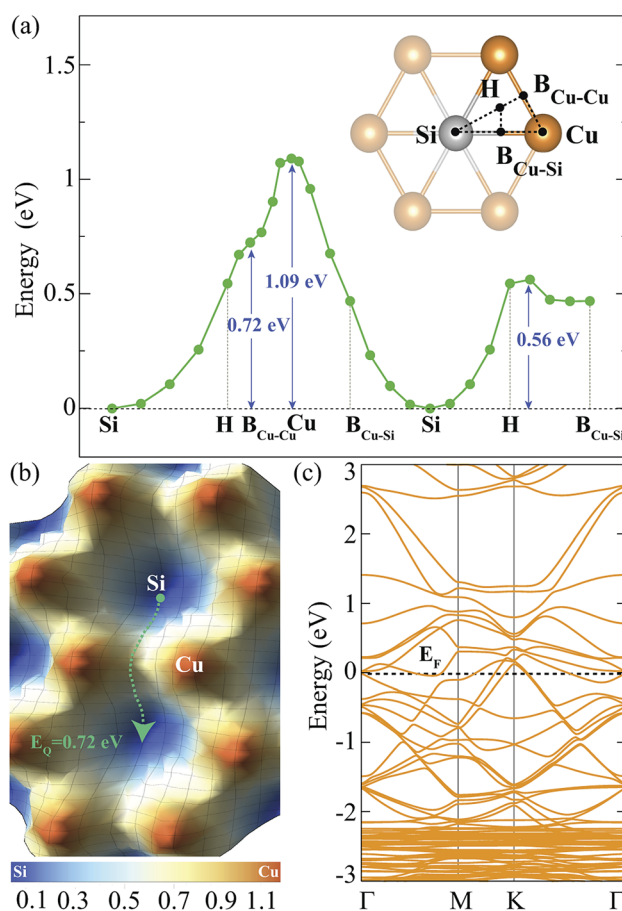 (a)
1.5
1
0.5
0
Energy (eV)
H
B Cu−Cu
Si
Cu
B Cu−Si
1.09 eV
0.72 eV
0.56 eV
Si H B Cu−Cu Cu B Cu−Si Si H B Cu−Si
(b)
Si
Cu
E Q =0.72 eV
Si Cu
0.1 0.3 0.5 0.7 0.9 1.1
(c)
3
2
1
0
-1
-2
-3
Energy (eV)
E F
Γ M K Γ